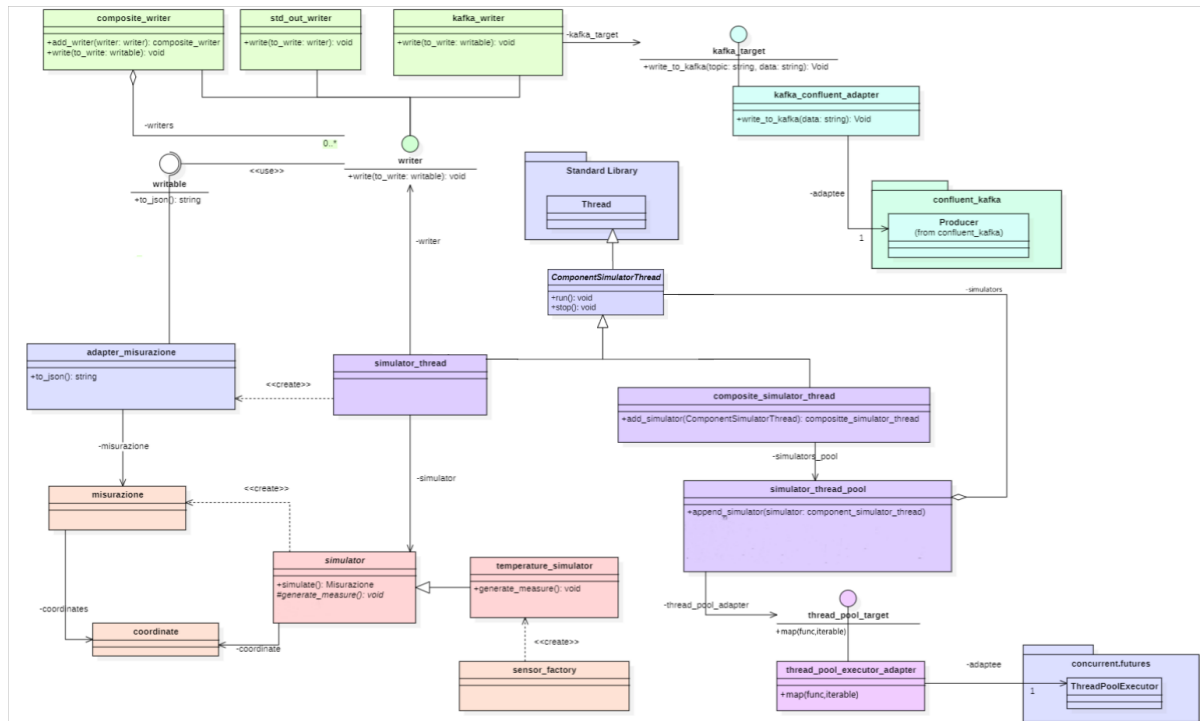 composite_writer
+add_writer(writer: writer): composite_writer
+write(to_write: writable): void
std_out_writer
+write(to_write: writer): void
kafka_writer
+write(to_write: writable): void
-kafka_target
kafka_target
+write_to_kafka(topic: string, data: string): Void
kafka_confluent_adapter
+write_to_kafka(data: string): Void
-writers
0..*
writer
+write(to_write: writable): void
<<use>>
writable
+to_json(): string
Standard Library
Thread
-adaptee
1
confluent_kafka
Producer
(from confluent_kafka)
-writer
ComponentSimulatorThread
+run(): void
+stop(): void
-simulators
adapter_misurazione
+to_json(): string
<<create>>
simulator_thread
composite_simulator_thread
+add_simulator(ComponentSimulatorThread): compositte_simulator_thread
-misurazione
-simulator
-simulators_pool
misurazione
<<create>>
simulator_thread_pool
+append_simulator(simulator: component_simulator_thread)
simulator
+simulate(): Misurazione
#generate_measure(): void
temperature_simulator
+generate_measure(): void
-coordinates
coordinate
-coordinate
<<create>>
sensor_factory
-thread_pool_adapter
thread_pool_target
+map(func,iterable)
thread_pool_executor_adapter
+map(func,iterable)
-adaptee
1
concurrent.futures
ThreadPoolExecutor